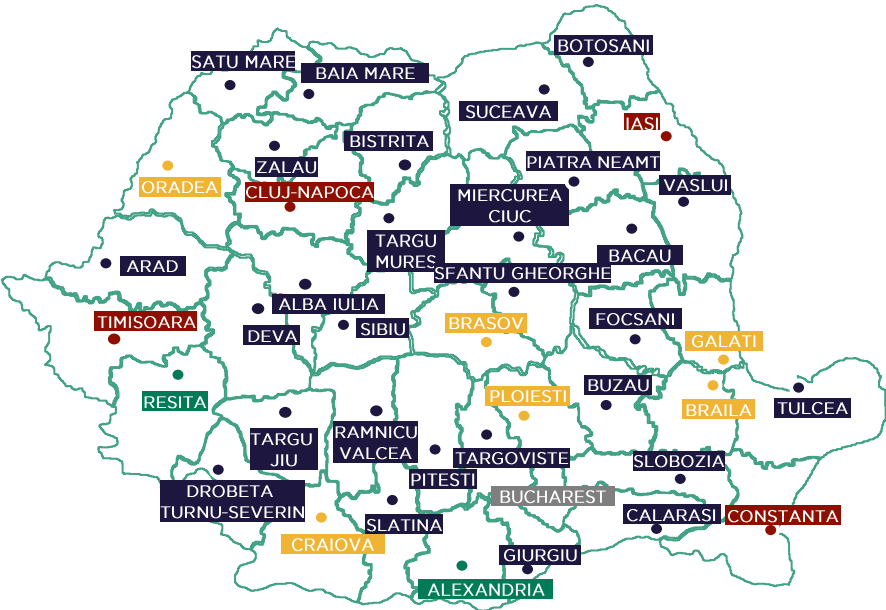 BOTOSANI
SATU MARE
BAIA MARE
SUCEAVA
IASI
BISTRITA
ZALAU
PIATRA NEAMT
ORADEA
CLUJ-NAPOCA
VASLUI
MIERCUREA
CIUC
TARGU
MURES
BACAU
ARAD
SFANTU GHEORGHE
ALBA IULIA
TIMISOARA
DEVA
SIBIU
BRASOV
FOCSANI
GALATI
RESITA
PLOIESTI
BUZAU
BRAILA
TULCEA
TARGU
JIU
RAMNICU
VALCEA
TARGOVISTE
SLOBOZIA
PITESTI
DROBETA
TURNU-SEVERIN
BUCHAREST
SLATINA
CALARASI
CONSTANTA
CRAIOVA
GIURGIU
ALEXANDRIA